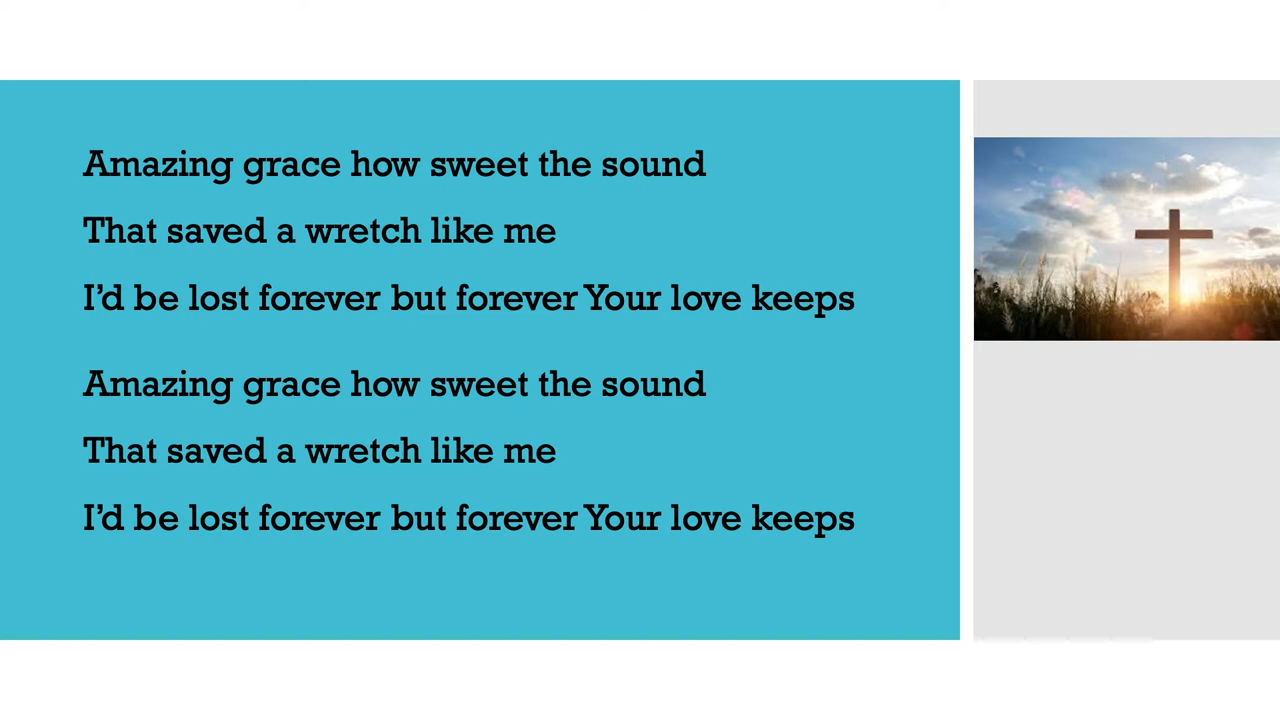 Amazing grace how sweet the sound
That saved a wretch like me
I’d be lost forever but forever Your love keeps
Amazing grace how sweet the sound
That saved a wretch like me
I’d be lost forever but forever Your love keeps